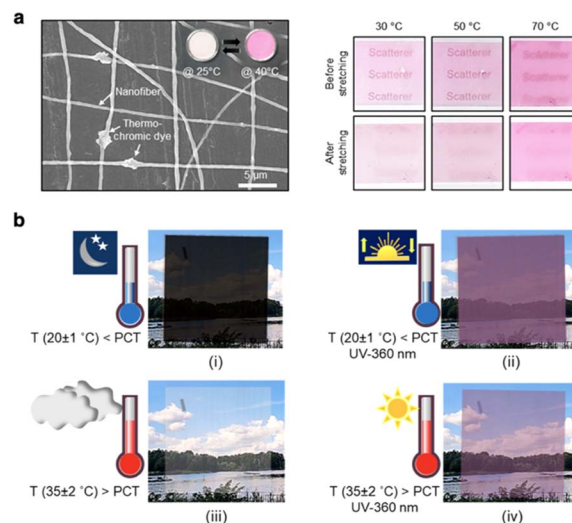 a
@ 25°C
@ 40°C
Nanofiber
Thermo-
chromic dye
5 μm
30 °C
50 °C
70 °C
Before
stretching
Scatterer
Scatterer
Scatterer
Scatterer
Scatterer
Scatterer
Scatterer
Scatterer
Scatterer
After
stretching
b
T (20±1 °C) < PCT
(i)
T (20±1 °C) < PCT
UV-360 nm
(ii)
T (35±2 °C) > PCT
(iii)
T (35±2 °C) > PCT
UV-360 nm
(iv)